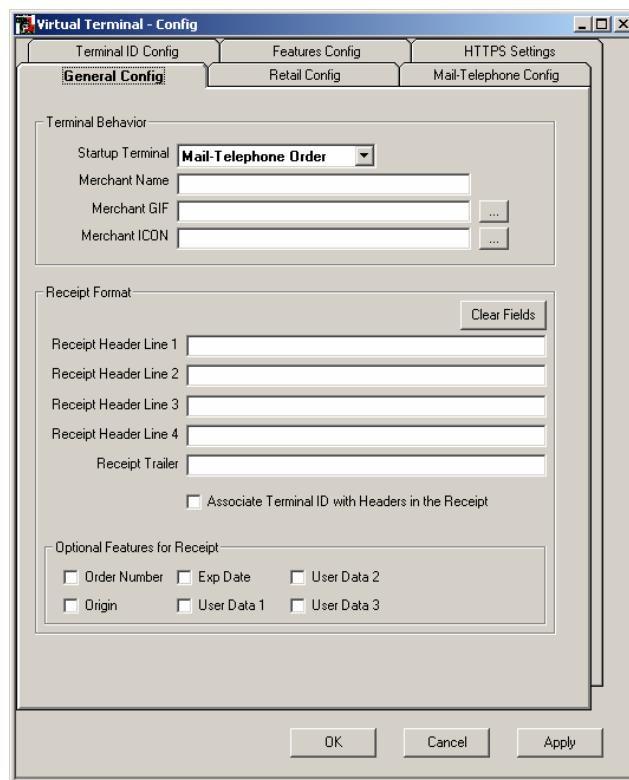 Virtual Terminal - Config
Terminal ID Config
Features Config
HTTPS Settings
General Config
Retail Config
Mail-Telephone Config
Terminal Behavior
Startup Terminal
Mail-Telephone Order
Merchant Name
Merchant GIF
...
Merchant ICON
...
Receipt Format
Clear Fields
Receipt Header Line 1
Receipt Header Line 2
Receipt Header Line 3
Receipt Header Line 4
Receipt Trailer
Associate Terminal ID with Headers in the Receipt
Optional Features for Receipt
Order Number
Exp Date
User Data 2
Origin
User Data 1
User Data 3
OK
Cancel
Apply